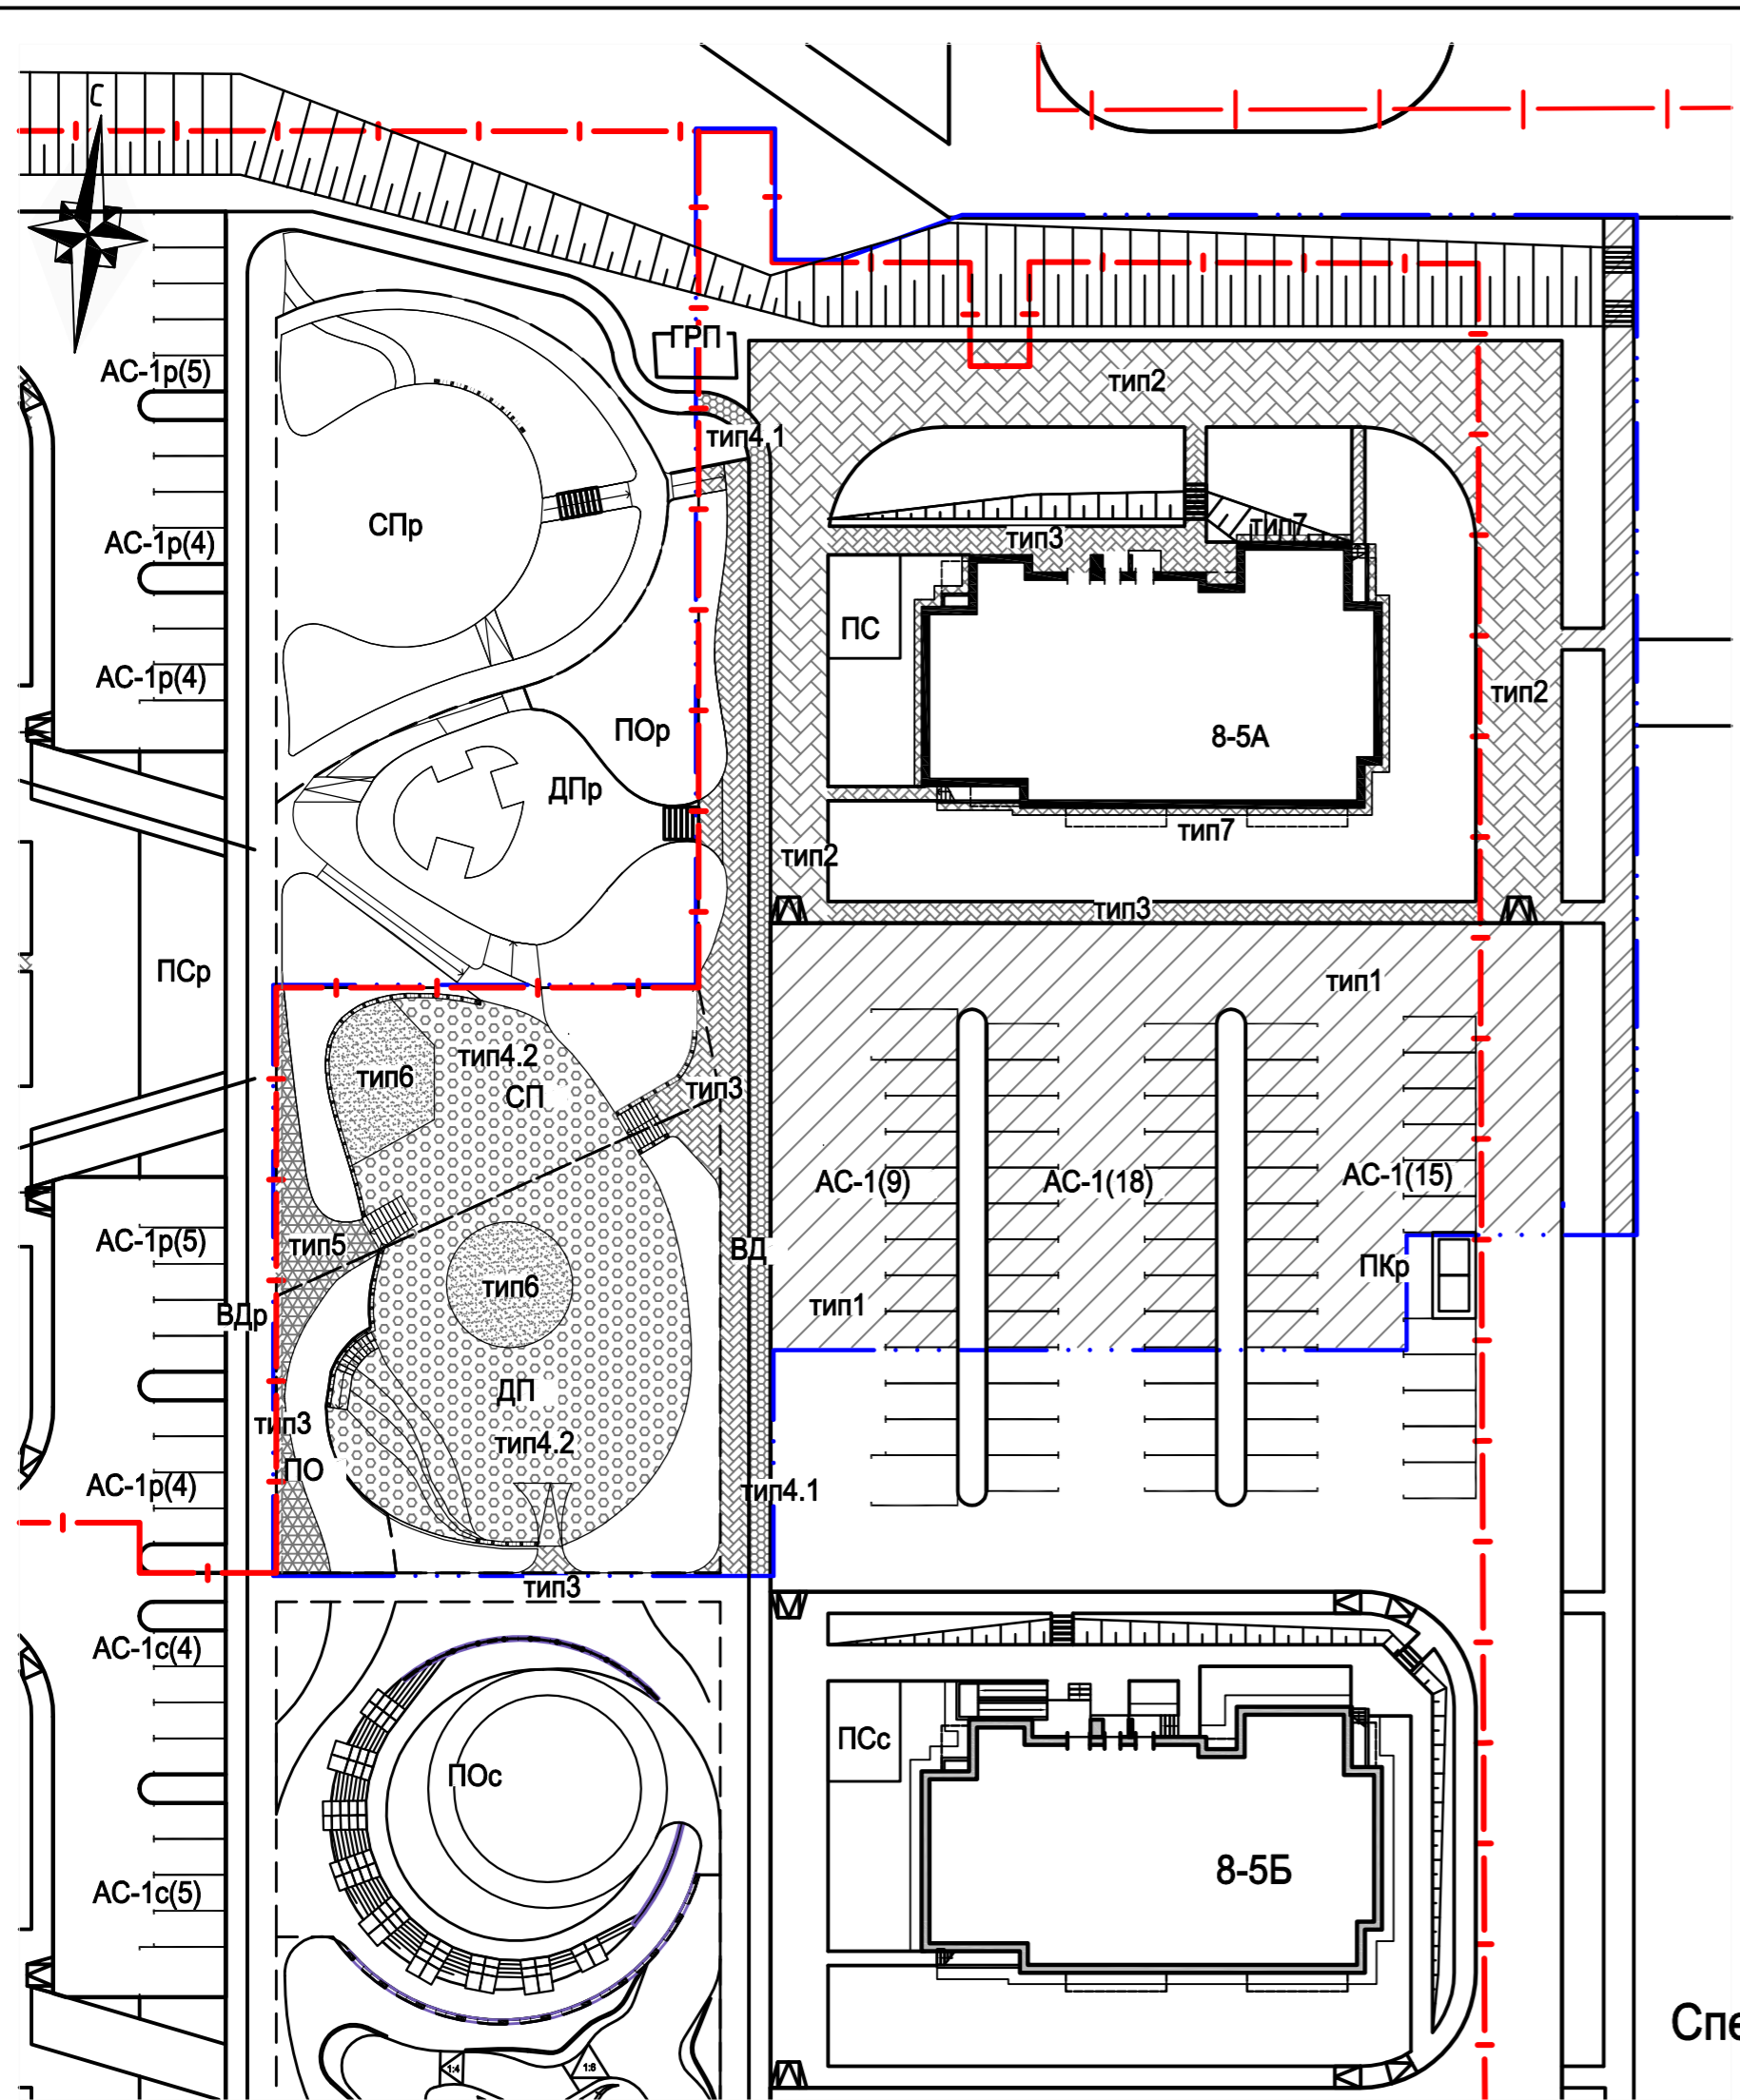 С
ГРП
АС-1р(5)
тип2
тип4.1
СПр
тип3
тип7
АС-1р(4)
ПС
АС-1р(4)
тип2
ПОр
8-5А
ДПр
тип7
тип2
тип3
ПСр
тип1
тип4.2
тип6
СП
тип3
АС-1(9)
АС-1(18)
АС-1(15)
АС-1р(5)
тип5
ВД
ПКр
тип6
тип1
ВДр
ДП
тип3
тип4.2
ПО
АС-1р(4)
тип4.1
тип3
АС-1с(4)
ПСс
ПОс
8-5Б
АС-1с(5)
Спе
1:4
1:8